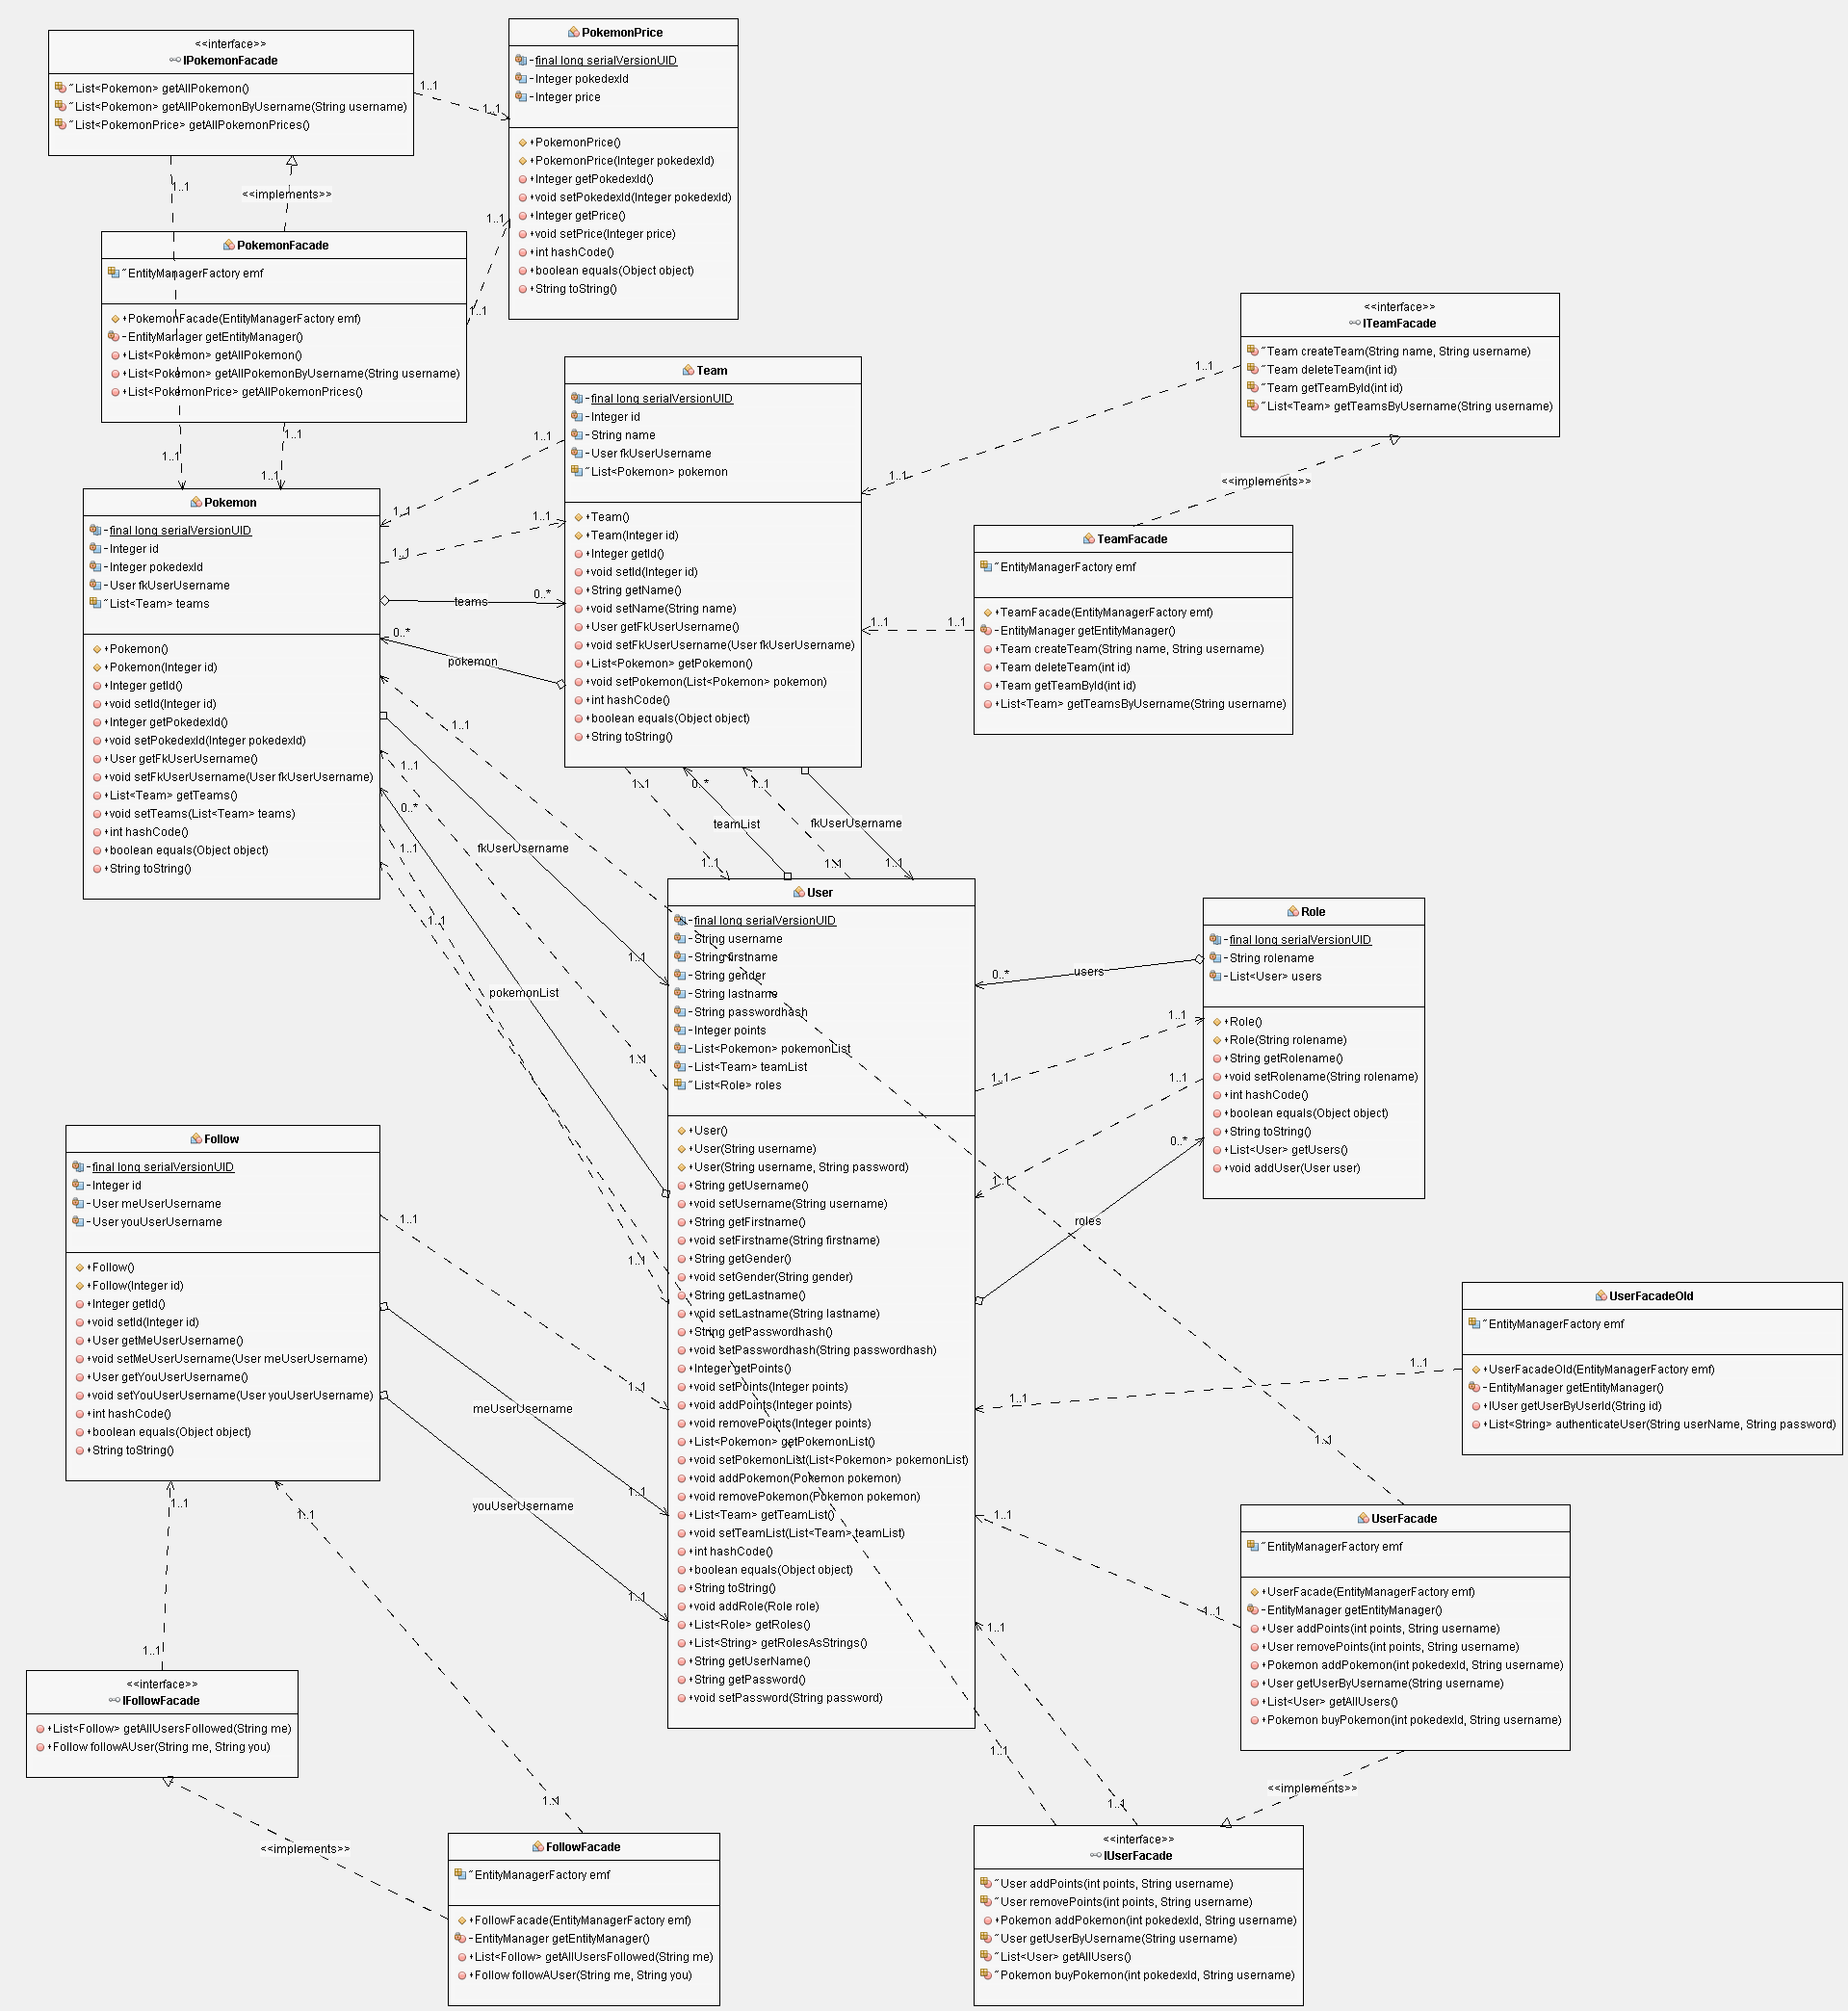 <<interface>>
IPokemonFacade
~List<Pokemon> getAllPokemon()
~List<Pokemon> getAllPokemonByUsername(String username)
~List<PokemonPrice> getAllPokemonPrices()
1..1
1..1
1..1
<<implements>>
PokemonPrice
-final long serialVersionUID
-Integer pokedexId
-Integer price
+PokemonPrice()
+PokemonPrice(Integer pokedexId)
+Integer getPokedexId()
+void setPokedexId(Integer pokedexId)
+Integer getPrice()
+void setPrice(Integer price)
+int hashCode()
+boolean equals(Object object)
+String toString()
1..1
1..1
PokemonFacade
~EntityManagerFactory emf
+PokemonFacade(EntityManagerFactory emf)
-EntityManager getEntityManager()
+List<Pokemon> getAllPokemon()
+List<Pokemon> getAllPokemonByUsername(String username)
+List<PokemonPrice> getAllPokemonPrices()
1..1
1..1
1..1
<<interface>>
ITeamFacade
~Team createTeam(String name, String username)
~Team deleteTeam(int id)
~Team getTeamById(int id)
~List<Team> getTeamsByUsername(String username)
1..1
1..1
<<implements>>
Team
-final long serialVersionUID
-Integer id
-String name
-User fkUserUsername
~List<Pokemon> pokemon
+Team()
+Team(Integer id)
+Integer getId()
+void setId(Integer id)
+String getName()
+void setName(String name)
+User getFkUserUsername()
+void setFkUserUsername(User fkUserUsername)
+List<Pokemon> getPokemon()
+void setPokemon(List<Pokemon> pokemon)
+int hashCode()
+boolean equals(Object object)
+String toString()
TeamFacade
~EntityManagerFactory emf
+TeamFacade(EntityManagerFactory emf)
-EntityManager getEntityManager()
+Team createTeam(String name, String username)
+Team deleteTeam(int id)
+Team getTeamById(int id)
+List<Team> getTeamsByUsername(String username)
1..1
1..1
Pokemon
-final long serialVersionUID
-Integer id
-Integer pokedexId
-User fkUserUsername
~List<Team> teams
+Pokemon()
+Pokemon(Integer id)
+Integer getId()
+void setId(Integer id)
+Integer getPokedexId()
+void setPokedexId(Integer pokedexId)
+User getFkUserUsername()
+void setFkUserUsername(User fkUserUsername)
+List<Team> getTeams()
+void setTeams(List<Team> teams)
+int hashCode()
+boolean equals(Object object)
+String toString()
1..1
1..1
1..1
1..1
teams
0..*
0..*
pokemon
1..1
1..1
0..*
1..1
1..1
fkUserUsername
1..1
pokemonList
1..1
1..1
1..1
0..*
1..1
teamList
fkUserUsername
1..1
1..1
1..1
User
-final long serialVersionUID
-String username
-String firstname
-String gender
-String lastname
-String passwordhash
-Integer points
-List<Pokemon> pokemonList
-List<Team> teamList
~List<Role> roles
+User()
+User(String username)
+User(String username, String password)
+String getUsername()
+void setUsername(String username)
+String getFirstname()
+void setFirstname(String firstname)
+String getGender()
+void setGender(String gender)
+String getLastname()
+void setLastname(String lastname)
+String getPasswordhash()
+void setPasswordhash(String passwordhash)
+Integer getPoints()
+void setPoints(Integer points)
+void addPoints(Integer points)
+void removePoints(Integer points)
+List<Pokemon> getPokemonList()
+void setPokemonList(List<Pokemon> pokemonList)
+void addPokemon(Pokemon pokemon)
+void removePokemon(Pokemon pokemon)
+List<Team> getTeamList()
+void setTeamList(List<Team> teamList)
+int hashCode()
+boolean equals(Object object)
+String toString()
+void addRole(Role role)
+List<Role> getRoles()
+List<String> getRolesAsStrings()
+String getUserName()
+String getPassword()
+void setPassword(String password)
Role
-final long serialVersionUID
-String rolename
-List<User> users
+Role()
+Role(String rolename)
+String getRolename()
+void setRolename(String rolename)
+int hashCode()
+boolean equals(Object object)
+String toString()
+List<User> getUsers()
+void addUser(User user)
0..*
users
1..1
1..1
1..1
1..1
0..*
roles
Follow
-final long serialVersionUID
-Integer id
-User meUserUsername
-User youUserUsername
+Follow()
+Follow(Integer id)
+Integer getId()
+void setId(Integer id)
+User getMeUserUsername()
+void setMeUserUsername(User meUserUsername)
+User getYouUserUsername()
+void setYouUserUsername(User youUserUsername)
+int hashCode()
+boolean equals(Object object)
+String toString()
1..1
1..1
meUserUsername
1..1
youUserUsername
1..1
1..1
1..1
1..1
1..1
UserFacadeOld
~EntityManagerFactory emf
+UserFacadeOld(EntityManagerFactory emf)
-EntityManager getEntityManager()
+IUser getUserByUserId(String id)
+List<String> authenticateUser(String userName, String password)
1..1
1..1
1..1
UserFacade
~EntityManagerFactory emf
+UserFacade(EntityManagerFactory emf)
-EntityManager getEntityManager()
+User addPoints(int points, String username)
+User removePoints(int points, String username)
+Pokemon addPokemon(int pokedexId, String username)
+User getUserByUsername(String username)
+List<User> getAllUsers()
+Pokemon buyPokemon(int pokedexId, String username)
1..1
1..1
<<implements>>
1..1
1..1
1..1
<<interface>>
IFollowFacade
+List<Follow> getAllUsersFollowed(String me)
+Follow followAUser(String me, String you)
<<implements>>
FollowFacade
~EntityManagerFactory emf
+FollowFacade(EntityManagerFactory emf)
-EntityManager getEntityManager()
+List<Follow> getAllUsersFollowed(String me)
+Follow followAUser(String me, String you)
<<interface>>
IUserFacade
~User addPoints(int points, String username)
~User removePoints(int points, String username)
+Pokemon addPokemon(int pokedexId, String username)
~User getUserByUsername(String username)
~List<User> getAllUsers()
~Pokemon buyPokemon(int pokedexId, String username)